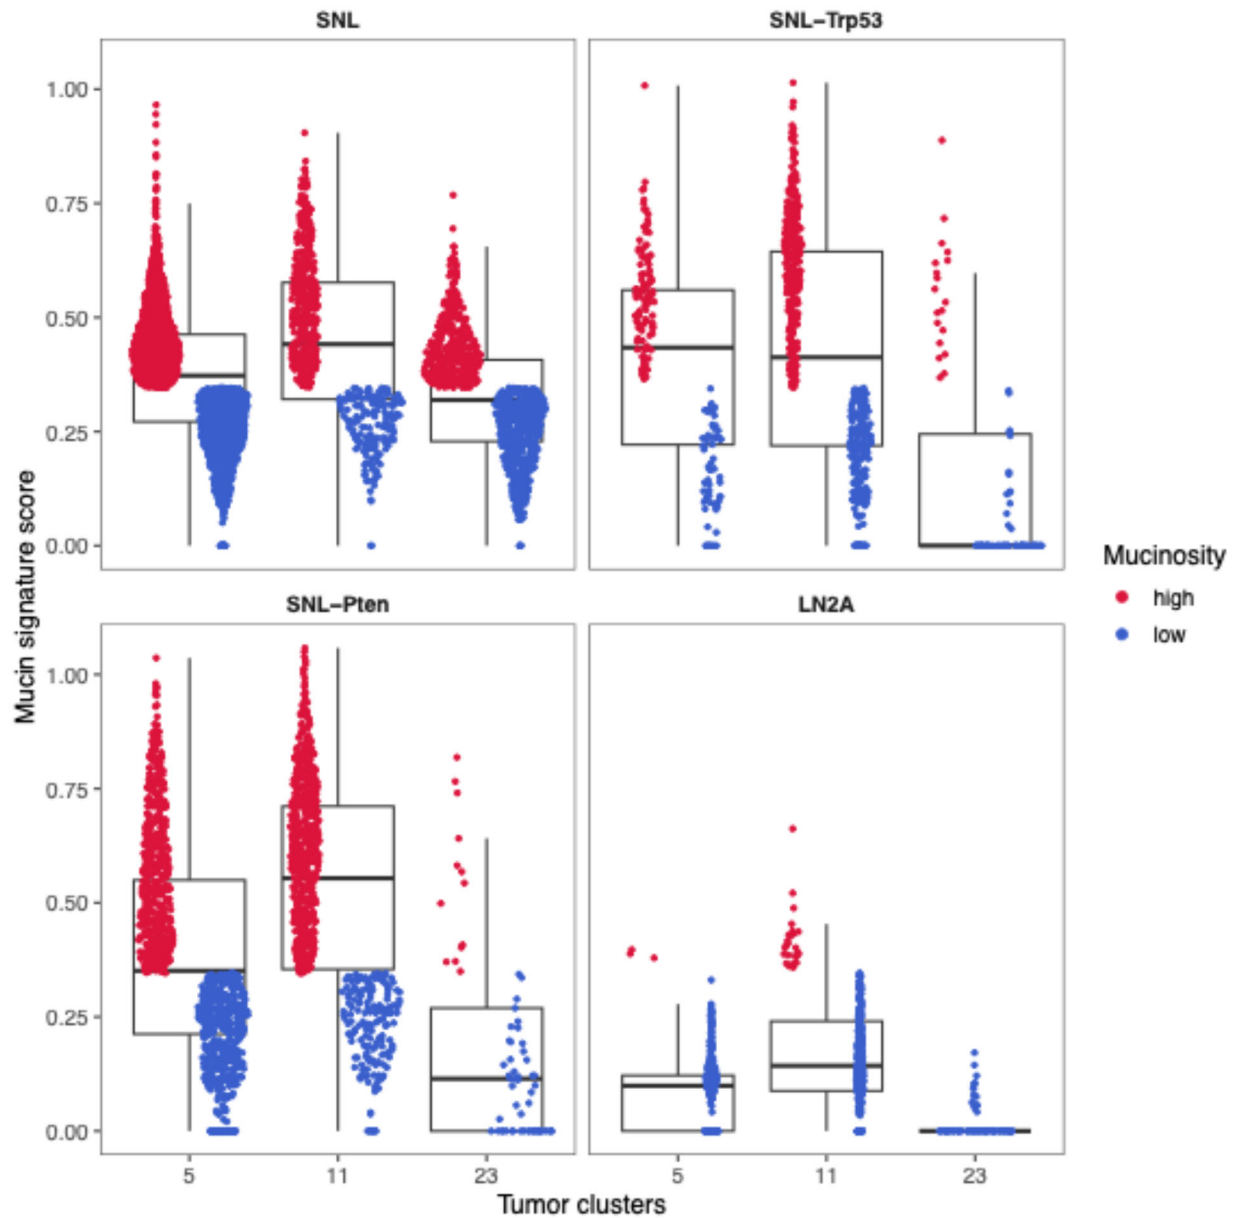 SNL
SNL–Trp53
1.00
0.75
0.50
0.25
0.00
SNL–Pten
LN2A
1.00
0.75
0.50
0.25
0.00
5
11
23
5
11
23
Tumor clusters
Mucin signature score
Mucinosity
high
low